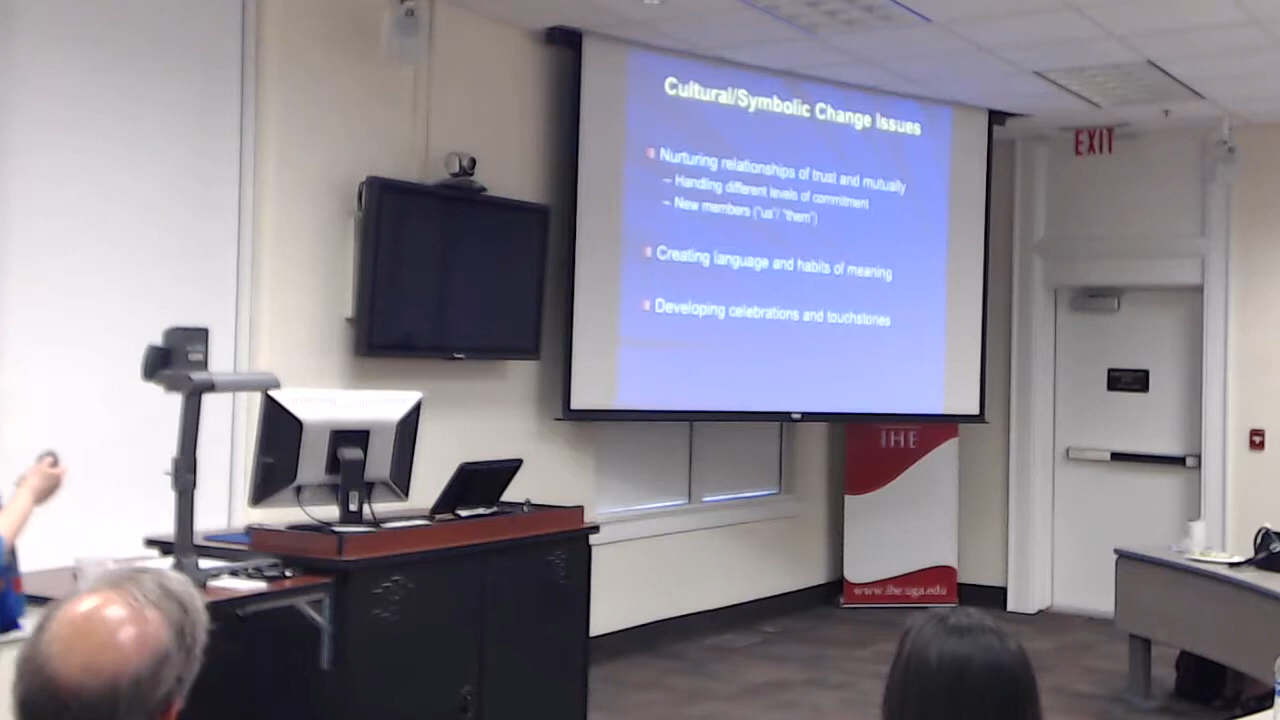 Cultural/Symbolic Change Issues
Nurturing relationships of trust and mutually
– Handling different levels of commitment
– New members ("us"/ "them")
Creating language and habits of meaning
Developing celebrations and touchstones
EXIT
IHE
www.ihe.uga.edu